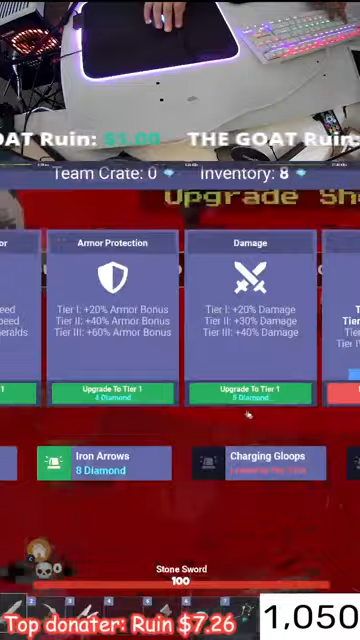 OAT Ruin: $1.00 THE GOAT Ruin:
Team Crate: 0 Inventory: 8
Upgrade Sh
Armor Protection
Tier I: +20% Armor Bonus
Tier II: +40% Armor Bonus
Tier III: +60% Armor Bonus
Upgrade To Tier 1
4 Diamond
Damage
Tier I: +20% Damage
Tier II: +30% Damage
Tier III: +40% Damage
Upgrade To Tier 1
5 Diamond
Iron Arrows
8 Diamond
Charging Gloops
Stone Sword
100
Top donater: Ruin $7,26
1,050